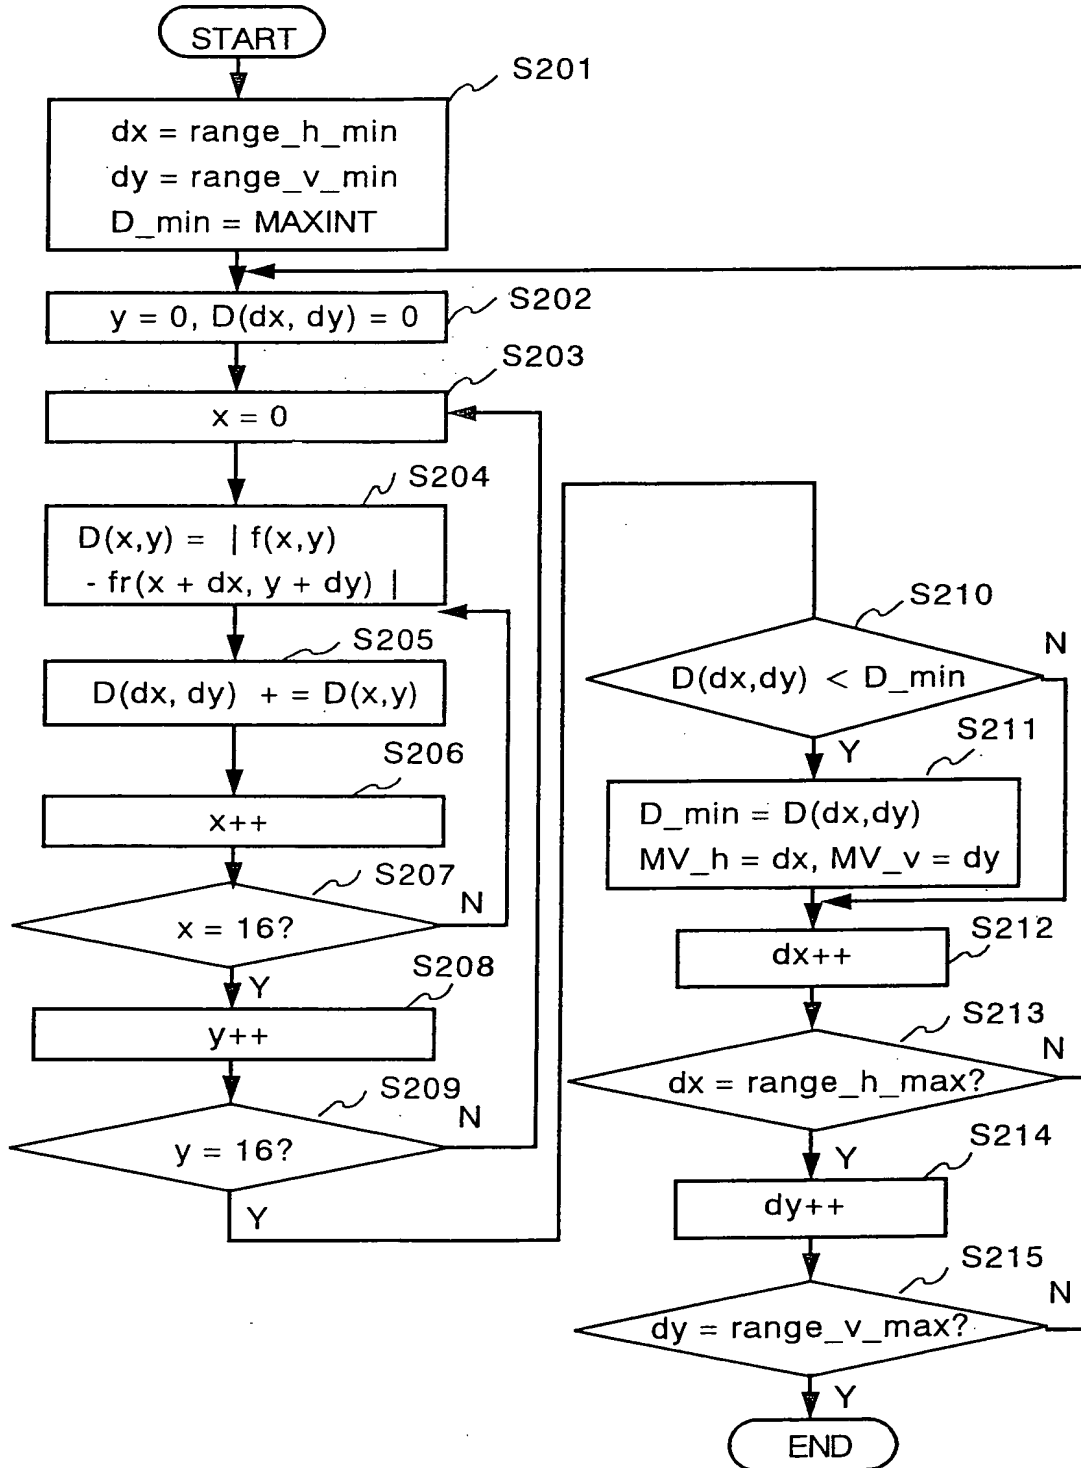 START
S201
dx = range_h_min
dy = range_v_min
D_min = MAXINT
S202
y = 0, D(dx, dy) = 0
S203
x = 0
S204
D(x,y) = | f(x,y)
- fr(x + dx, y + dy) |
S205
D(dx, dy) + = D(x,y)
S206
x++
S207
x = 16?
N
Y
S208
y++
S209
y = 16?
N
Y
S210
D(dx,dy) < D_min
N
Y
S211
D_min = D(dx,dy)
MV_h = dx, MV_v = dy
S212
dx++
S213
dx = range_h_max?
N
Y
S214
dy++
S215
dy = range_v_max?
N
Y
END